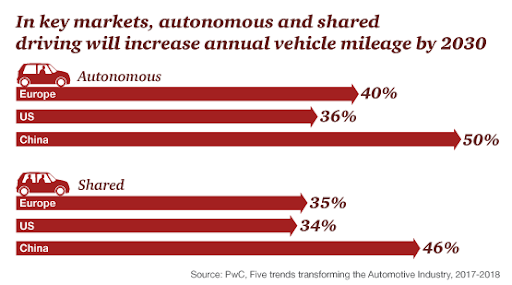 In key markets, autonomous and shared
driving will increase annual vehicle mileage by 2030
Autonomous
Europe 40%
US 36%
China 50%
Shared
Europe 35%
US 34%
China 46%
Source: PwC, Five trends transforming the Automotive Industry, 2017-2018